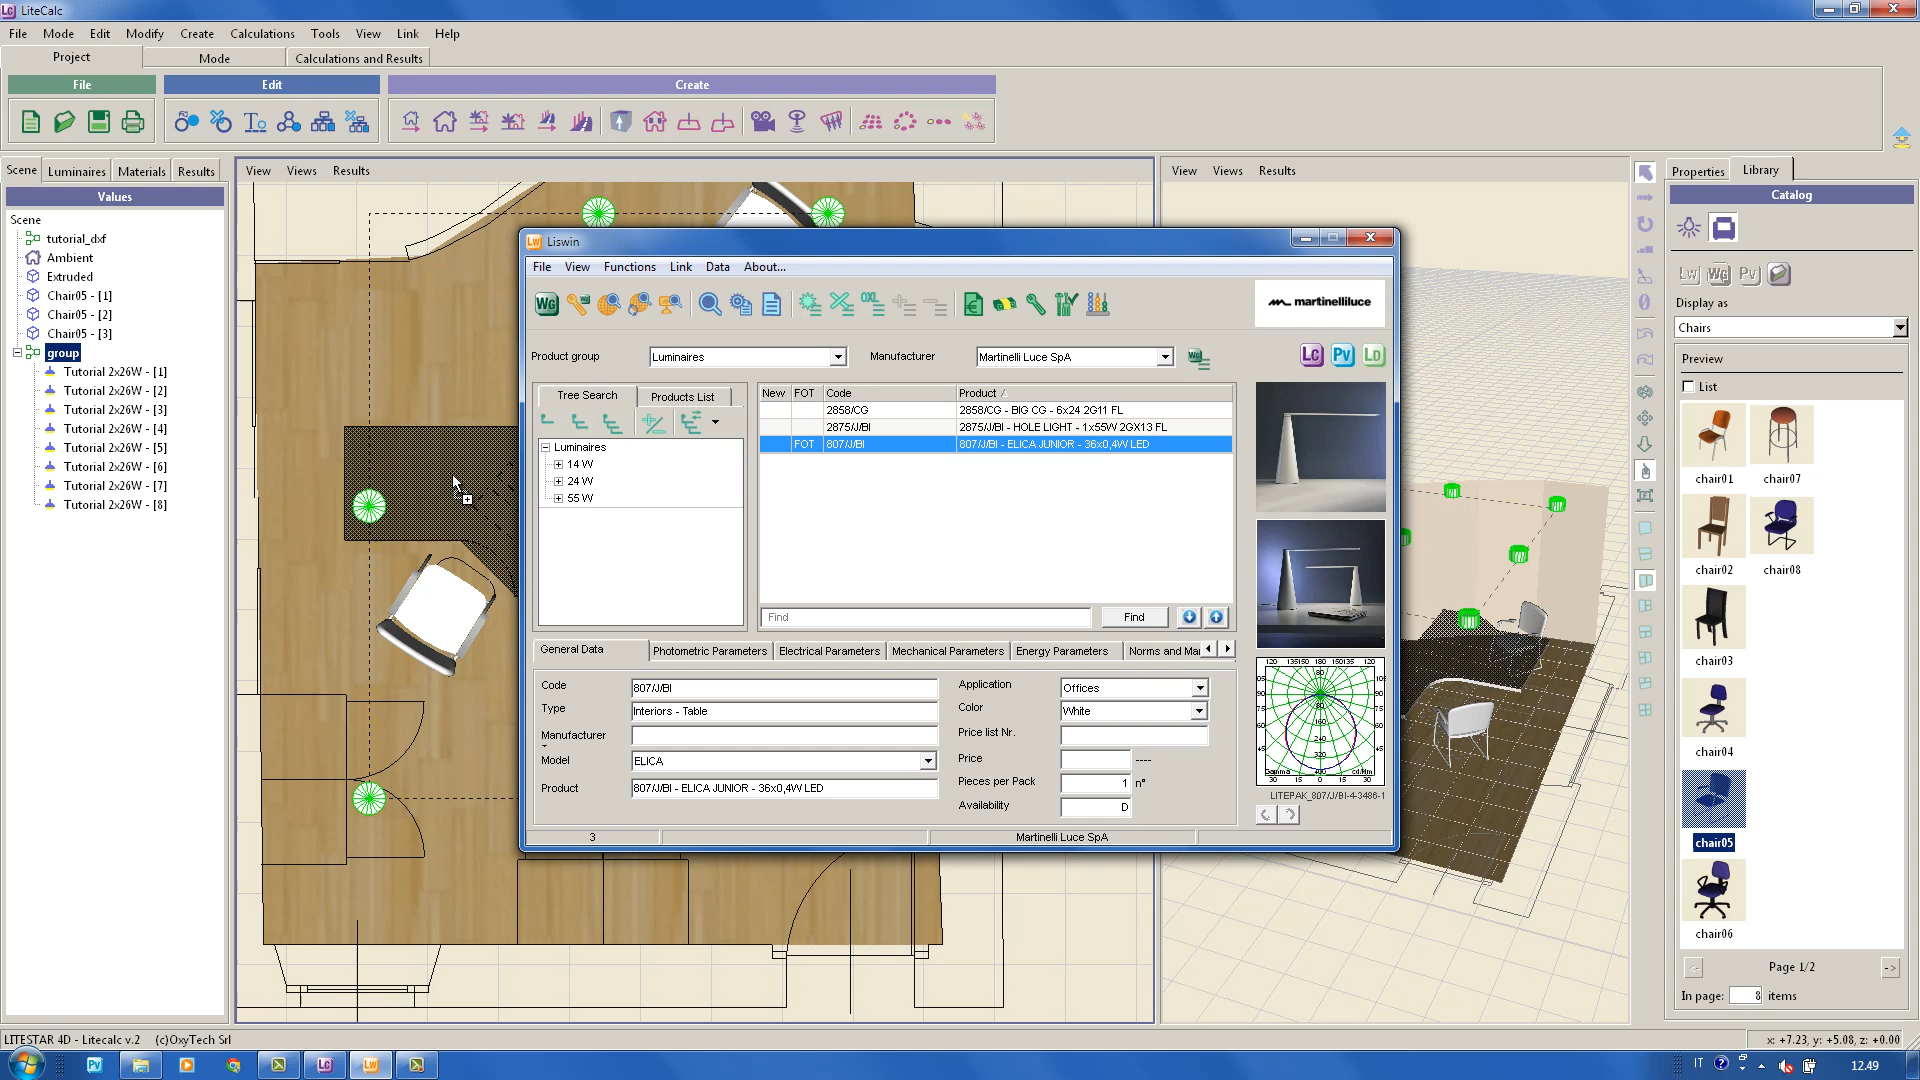 LiteCalc
File Mode Edit Modify Create Calculations Tools View Link Help
Project Mode Calculations and Results
File Edit Create
Scene Luminaires Materials Results
Values
Scene
tutorial_dxf
Ambient
Extruded
Chair05 - [1]
Chair05 - [2]
Chair05 - [3]
group
Tutorial 2x26W - [1]
Tutorial 2x26W - [2]
Tutorial 2x26W - [3]
Tutorial 2x26W - [4]
Tutorial 2x26W - [5]
Tutorial 2x26W - [6]
Tutorial 2x26W - [7]
Tutorial 2x26W - [8]
View Views Results
Liswin
File View Functions Link Data About...
martinelliluce
Product group Luminaires Manufacturer Martinelli Luce SpA
Tree Search Products List
Luminaires
14 W
24 W
55 W
New FOT Code Product
2858/CG 2858/CG - BIG CG - 6x24 2G11 FL
2875/J/BI 2875/J/BI - HOLE LIGHT - 1x55W 2GX13 FL
FOT 807/J/BI 807/J/BI - ELICA JUNIOR - 36x0,4W LED
Find Find
General Data Photometric Parameters Electrical Parameters Mechanical Parameters Energy Parameters Norms and Ma
Code 807/J/BI
Type Interiors - Table
Manufacturer
Model ELICA
Product 807/J/BI - ELICA JUNIOR - 36x0,4W LED
Application Offices
Color White
Price list Nr.
Price ----
Pieces per Pack 1 n°
Availability D
LITEPAK_807/J/BI-4-3486-1
3 Martinelli Luce SpA
View Views Results
Properties Library
Catalog
Lw Wg Pv
Display as
Chairs
Preview
List
chair01 chair07
chair02 chair08
chair03
chair04
chair05
chair06
Page 1/2
In page: 8 items
LITESTAR 4D - Litecalc v.2 (c)OxyTech Srl
x: +7.23, y: +5.08, z: +0.00
IT 12.49